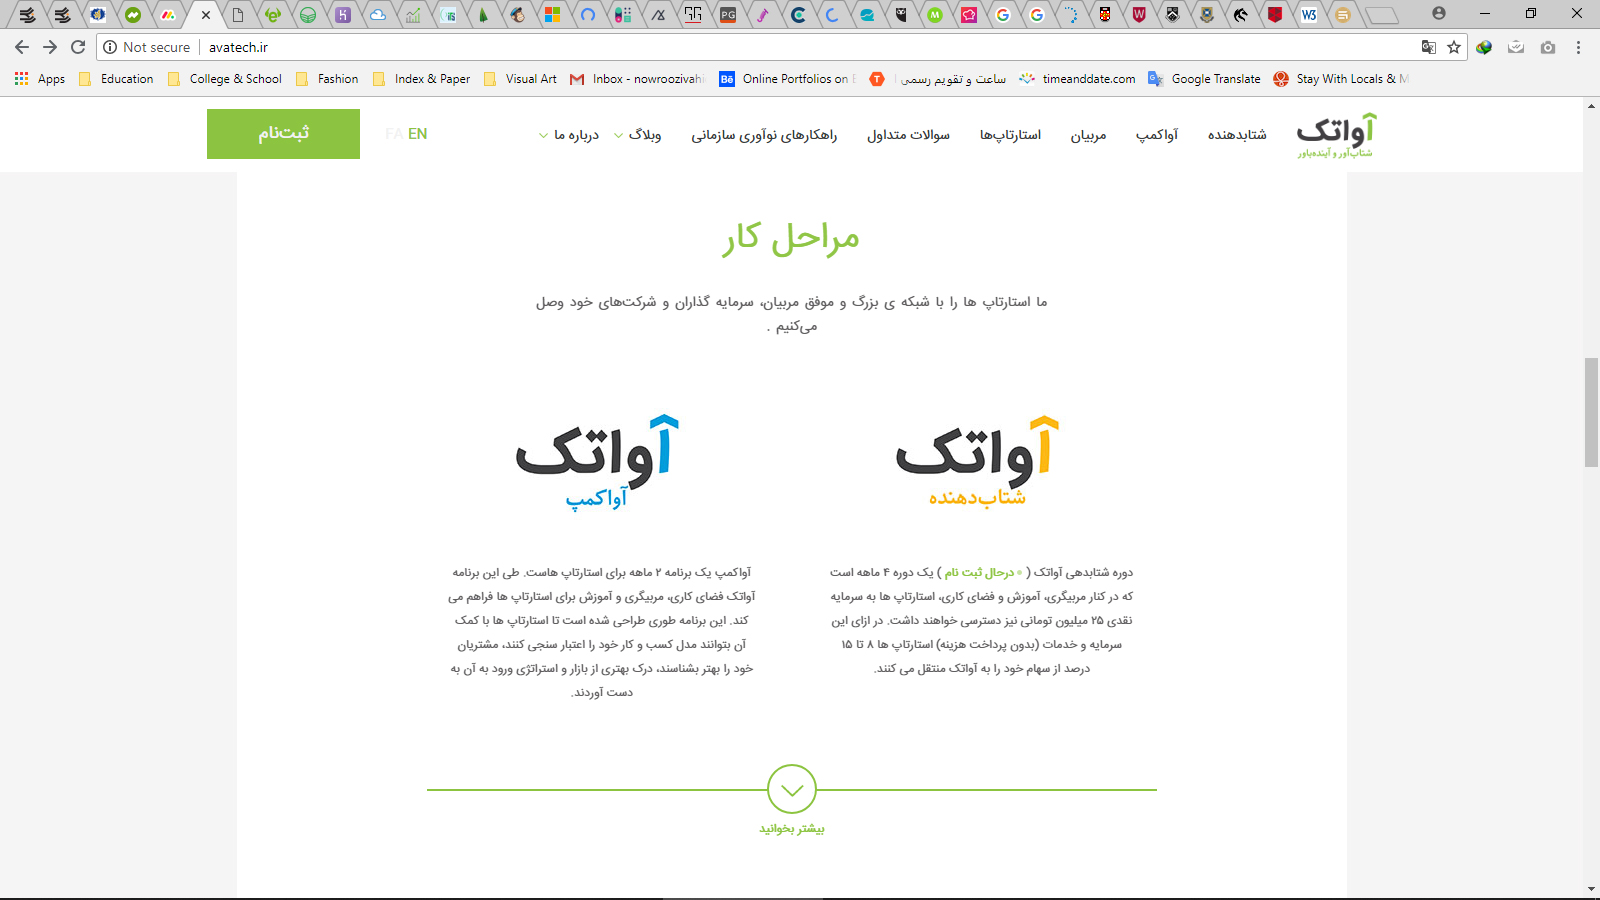 Not secure
avatech.ir
Apps
Education
College & School
Fashion
Index & Paper
Visual Art
Inbox - nowroozivahi
Online Portfolios on
ساعت و تقویم رسمی
timeanddate.com
Google Translate
Stay With Locals & M
آواتک
شتاب‌آور و آینده‌باور
شتابدهنده
آواکمپ
مربیان
استارتاپ‌ها
سوالات متداول
راهکارهای نوآوری سازمانی
وبلاگ
درباره ما
FA EN
ثبت‌نام
مراحل کار
ما استارتاپ ها را با شبکه ی بزرگ و موفق مربیان، سرمایه گذاران و شرکت‌های خود وصل
می‌کنیم .
آواتک
شتاب‌دهنده
دوره شتابدهی آواتک ( درحال ثبت نام ) یک دوره ۴ ماهه است
که در کنار مربیگری، آموزش و فضای کاری، استارتاپ ها به سرمایه
نقدی ۲۵ میلیون تومانی نیز دسترسی خواهند داشت. در ازای این
سرمایه و خدمات (بدون پرداخت هزینه) استارتاپ ها ۸ تا ۱۵
درصد از سهام خود را به آواتک منتقل می کنند.
آواتک
آواکمپ
آواکمپ یک برنامه ۲ ماهه برای استارتاپ هاست. طی این برنامه
آواتک فضای کاری، مربیگری و آموزش برای استارتاپ ها فراهم می
کند. این برنامه طوری طراحی شده است تا استارتاپ ها با کمک
آن بتوانند مدل کسب و کار خود را اعتبار سنجی کنند، مشتریان
خود را بهتر بشناسند، درک بهتری از بازار و استراتژی ورود به آن به
دست آوردند.
بیشتر بخوانید